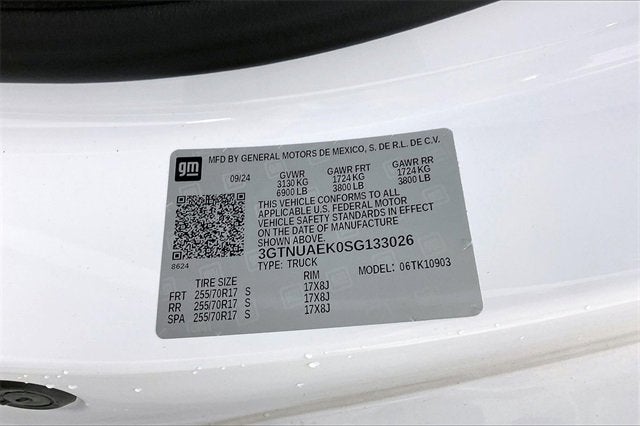 gm
MFD BY GENERAL MOTORS DE MEXICO, S. DE R.L. DE C.V.
09/24 GVWR GAWR FRT GAWR RR
3130 KG 1724 KG 1724 KG
6900 LB 3800 LB 3800 LB
THIS VEHICLE CONFORMS TO ALL
APPLICABLE U.S. FEDERAL MOTOR
VEHICLE SAFETY STANDARDS IN EFFECT
ON THE DATE OF MANUFACTURE
SHOWN ABOVE.
3GTNUAEK0SG133026
8624 TYPE: TRUCK MODEL: 06TK10903
TIRE SIZE RIM
FRT 255/70R17 S 17X8J
RR 255/70R17 S 17X8J
SPA 255/70R17 S 17X8J